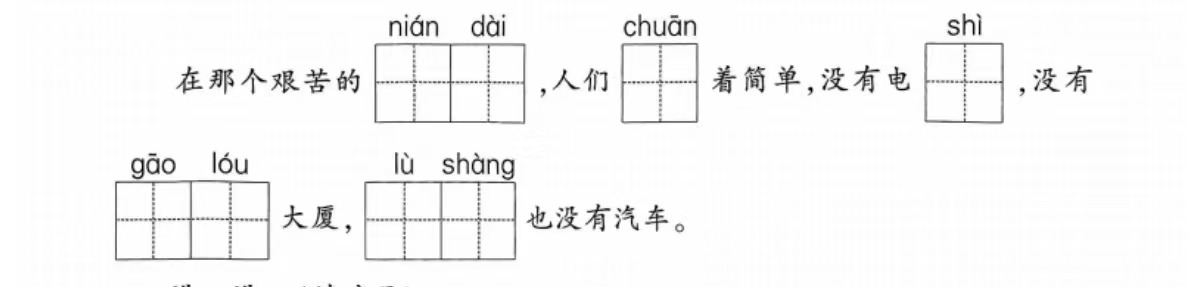 nián dài chuān shì
在那个艰苦的 ,人们 着简单,没有电 ,没有
gāo lóu lù shàng
大厦, 也没有汽车。